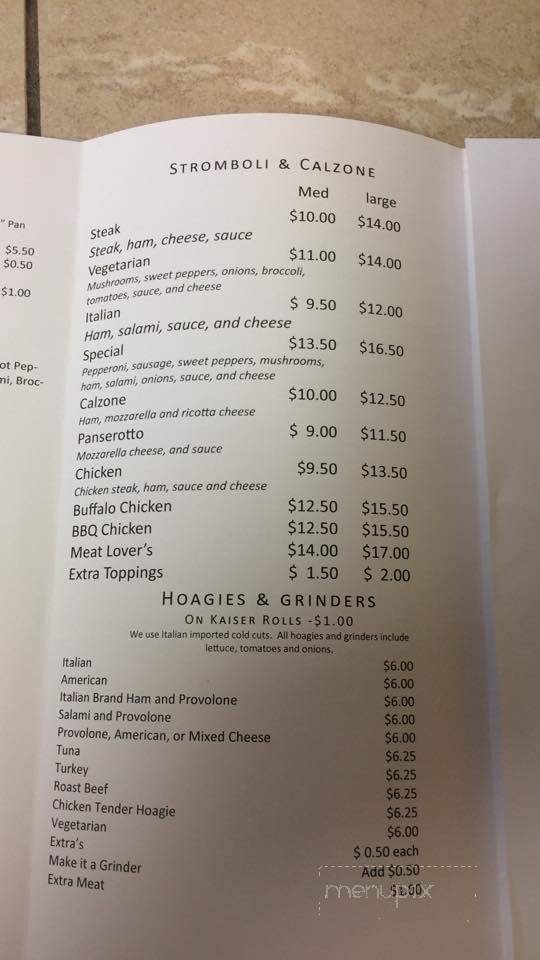 " Pan
$5.50
$0.50
$1.00
ot Pep-
mi, Broc-
STROMBOLI & CALZONE
Med large
Steak $10.00 $14.00
Steak, ham, cheese, sauce
Vegetarian $11.00 $14.00
Mushrooms, sweet peppers, onions, broccoli,
tomatoes, sauce, and cheese
Italian $ 9.50 $12.00
Ham, salami, sauce, and cheese
Special $13.50 $16.50
Pepperoni, sausage, sweet peppers, mushrooms,
ham, salami, onions, sauce, and cheese
Calzone $10.00 $12.50
Ham, mozzarella and ricotta cheese
Panserotto $ 9.00 $11.50
Mozzarella cheese, and sauce
Chicken $9.50 $13.50
Chicken steak, ham, sauce and cheese
Buffalo Chicken $12.50 $15.50
BBQ Chicken $12.50 $15.50
Meat Lover's $14.00 $17.00
Extra Toppings $ 1.50 $ 2.00
HOAGIES & GRINDERS
ON KAISER ROLLS -$1.00
We use Italian imported cold cuts. All hoagies and grinders include
lettuce, tomatoes and onions.
Italian $6.00
American $6.00
Italian Brand Ham and Provolone $6.00
Salami and Provolone $6.00
Provolone, American, or Mixed Cheese $6.00
Tuna $6.25
Turkey $6.25
Roast Beef $6.25
Chicken Tender Hoagie $6.25
Vegetarian $6.00
Extra's $ 0.50 each
Make it a Grinder Add $0.50
Extra Meat $1.00
menupix